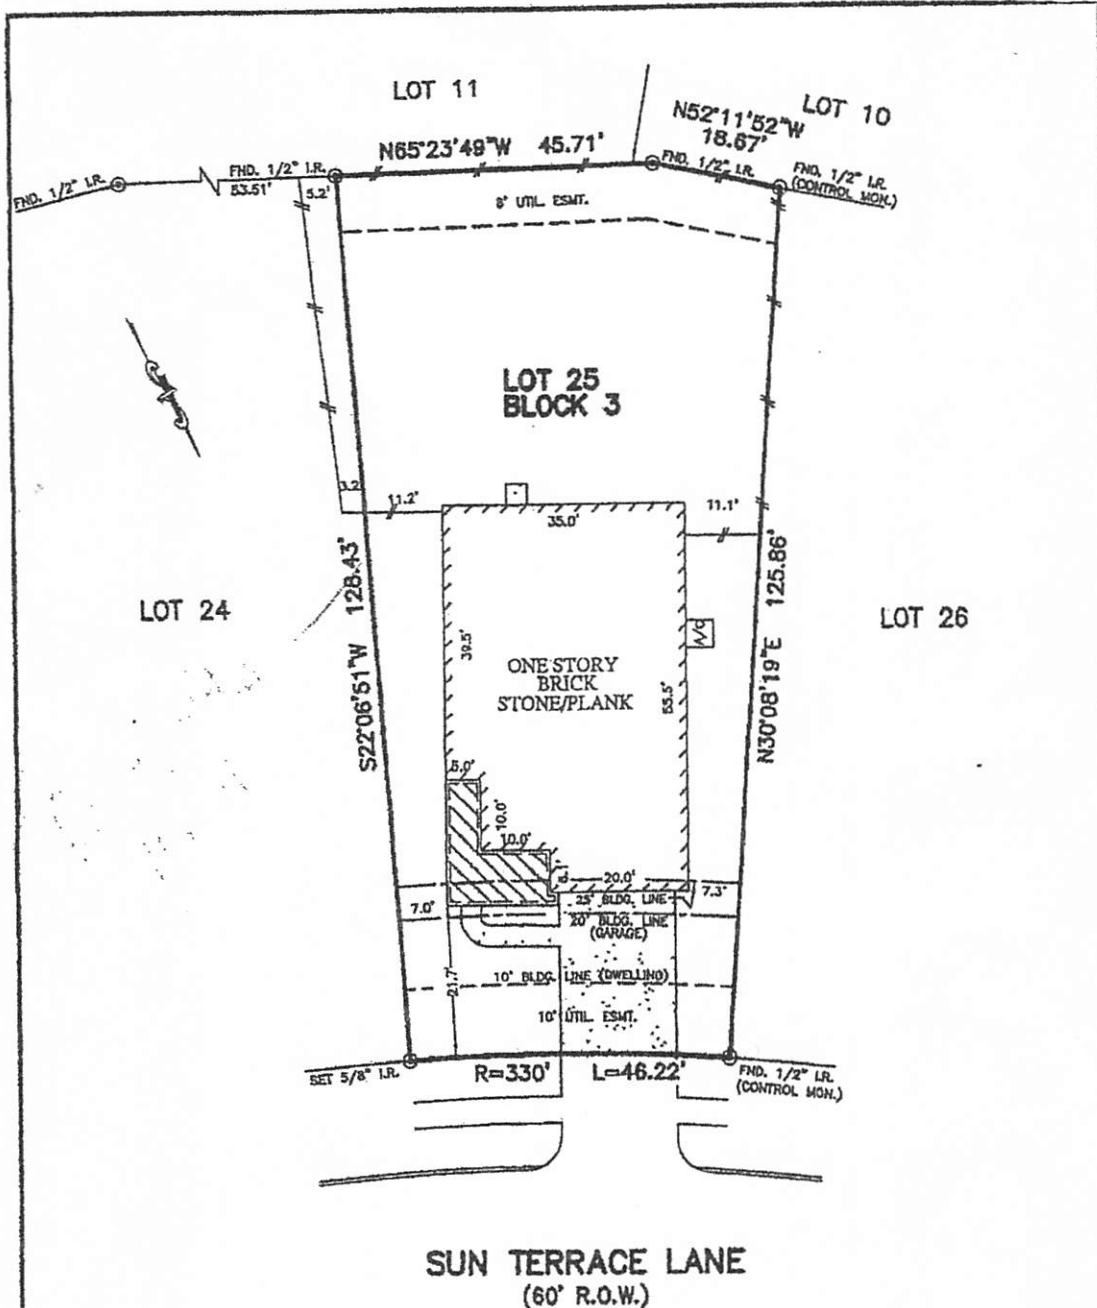 LOT 11
LOT 10
N65°23'49"W 45.71'
N52°11'52"W
18.67'
FND. 1/2" I.R.
FND. 1/2" I.R.
53.51'
5.2'
FND. 1/2" I.R.
FND. 1/2" I.R.
(CONTROL MON.)
8' UTIL. ESMT.
LOT 25
BLOCK 3
3.2'
11.2'
35.0'
11.1'
S22°06'51"W 128.43'
N30°08'19"E 125.86'
LOT 24
LOT 26
39.5'
A/C
ONE STORY
BRICK
STONE/PLANK
55.5'
5.0'
10.0'
10.0'
20.0'
7.3'
25' BLDG. LINE
7.0'
20' BLDG. LINE
(GARAGE)
21.7'
10' BLDG. LINE (DWELLING)
10' UTIL. ESMT.
SET 5/8" I.R.
R=330' L=46.22'
FND. 1/2" I.R.
(CONTROL MON.)
SUN TERRACE LANE
(60' R.O.W.)